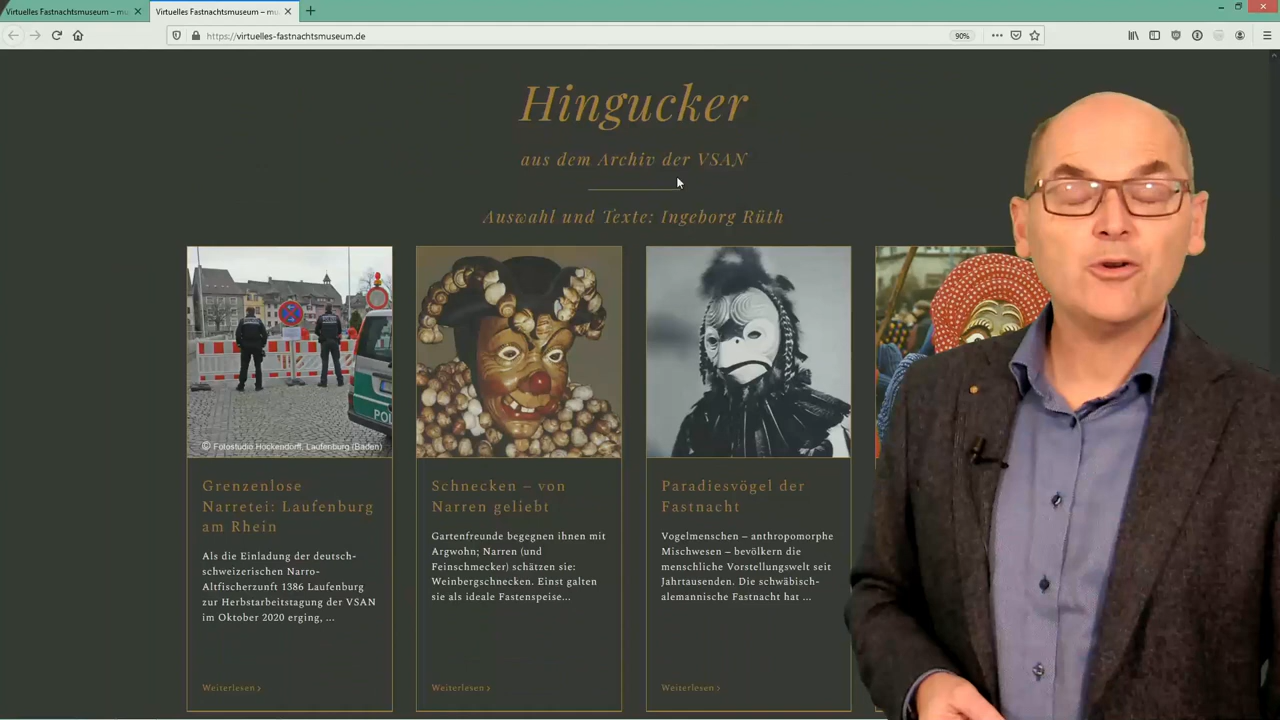 Virtuelles Fastnachtsmuseum – mu
Virtuelles Fastnachtsmuseum – mu
https://virtuelles-fastnachtsmuseum.de
90%
Hingucker
aus dem Archiv der VSAN
Auswahl und Texte: Ingeborg Rüth
© Fotostudio Hockendorff, Laufenburg (Baden)
Grenzenlose
Narretei: Laufenburg
am Rhein
Als die Einladung der deutsch-
schweizerischen Narro-
Altfischerzunft 1386 Laufenburg
zur Herbstarbeitstagung der VSAN
im Oktober 2020 erging, ...
Weiterlesen ›
Schnecken – von
Narren geliebt
Gartenfreunde begegnen ihnen mit
Argwohn; Narren (und
Feinschmecker) schätzen sie:
Weinbergschnecken. Einst galten
sie als ideale Fastenspeise...
Weiterlesen ›
Paradiesvögel der
Fastnacht
Vogelmenschen – anthropomorphe
Mischwesen – bevölkern die
menschliche Vorstellungswelt seit
Jahrtausenden. Die schwäbisch-
alemannische Fastnacht hat ...
Weiterlesen ›